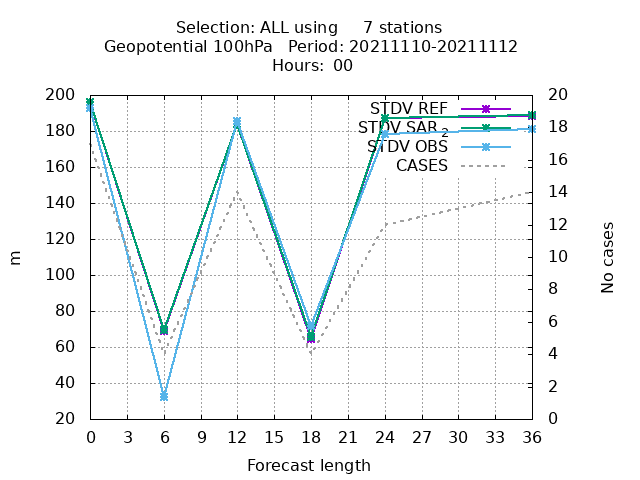 Selection: ALL using     7 stations
Geopotential 100hPa   Period: 20211110-20211112
Hours:  00
200
180
160
140
120
100
80
60
40
20
m
20
18
16
14
12
10
8
6
4
2
0
No cases
STDV REF
STDV SAR 2
STDV OBS
CASES
0 3 6 9 12 15 18 21 24 27 30 33 36
Forecast length